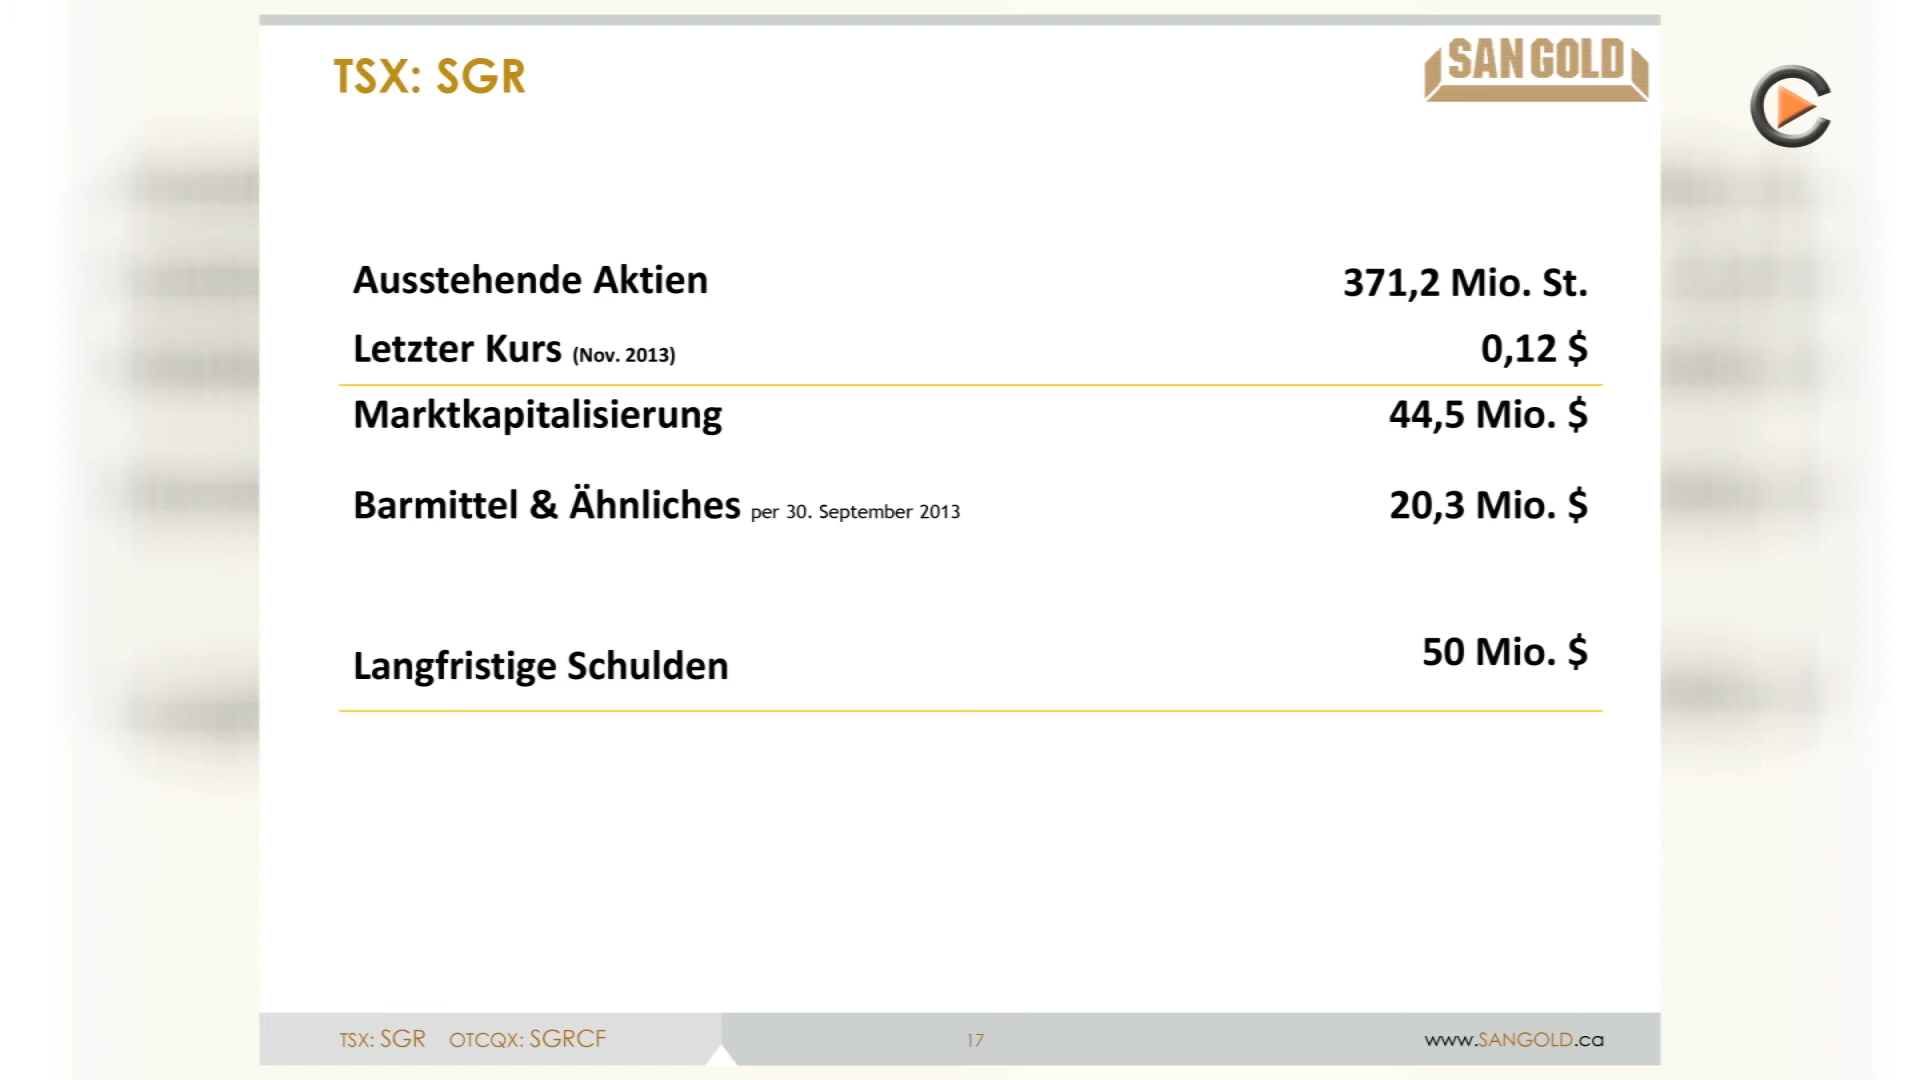 TSX: SGR
SAN GOLD
Ausstehende Aktien 371,2 Mio. St.
Letzter Kurs (Nov. 2013) 0,12 $
Marktkapitalisierung 44,5 Mio. $
Barmittel & Ähnliches per 30. September 2013 20,3 Mio. $
Langfristige Schulden 50 Mio. $
TSX: SGR OTCQX: SGRCF 17 www.SANGOLD.ca